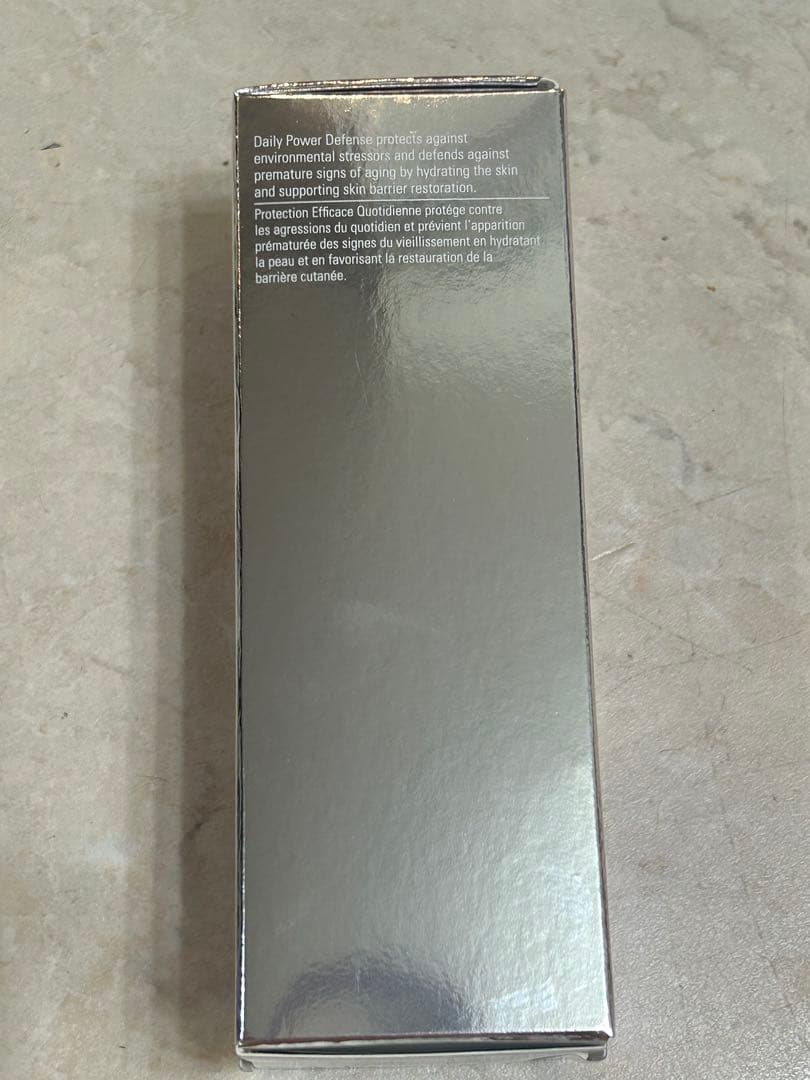 Daily Power Defense protects against
environmental stressors and defends against
premature signs of aging by hydrating the skin
and supporting skin barrier restoration.
Protection Efficace Quotidienne protége contre
les agressions du quotidien et prévient l'apparition
prématurée des signes du vieillissement en hydratant
la peau et en favorisant la restauration de la
barrière cutanée.